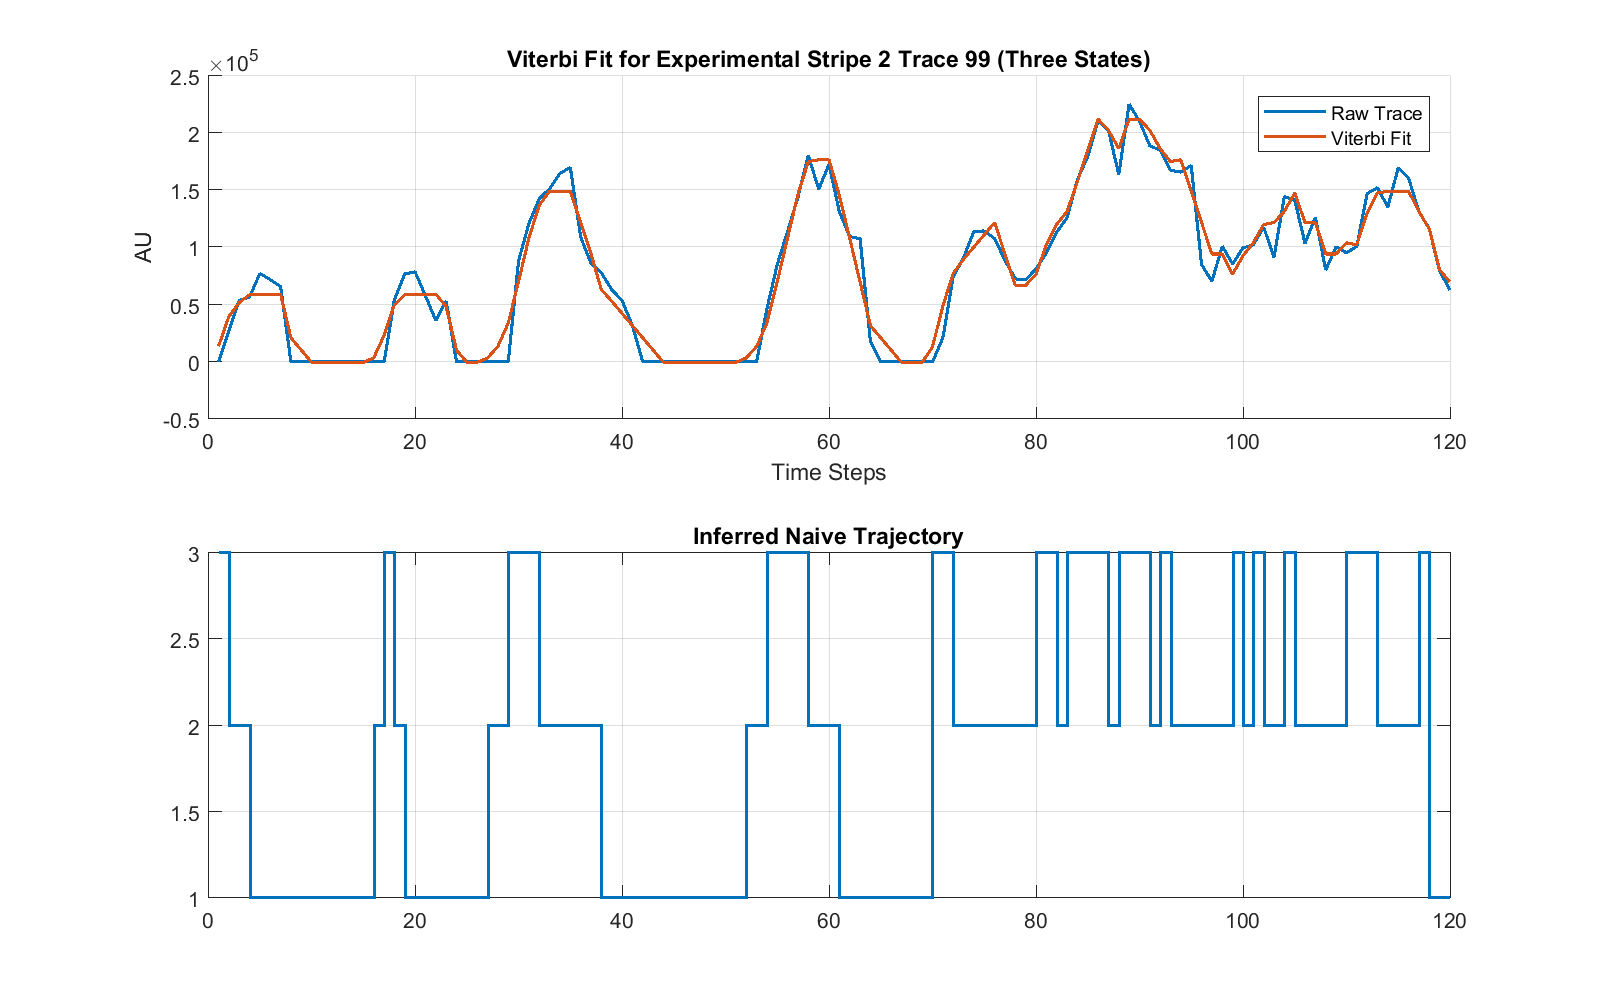 Viterbi Fit for Experimental Stripe 2 Trace 99 (Three States)
×10^5
2.5
2
1.5
1
0.5
0
-0.5
AU
Raw Trace
Viterbi Fit
0 20 40 60 80 100 120
Time Steps
Inferred Naive Trajectory
3
2.5
2
1.5
1
0 20 40 60 80 100 120